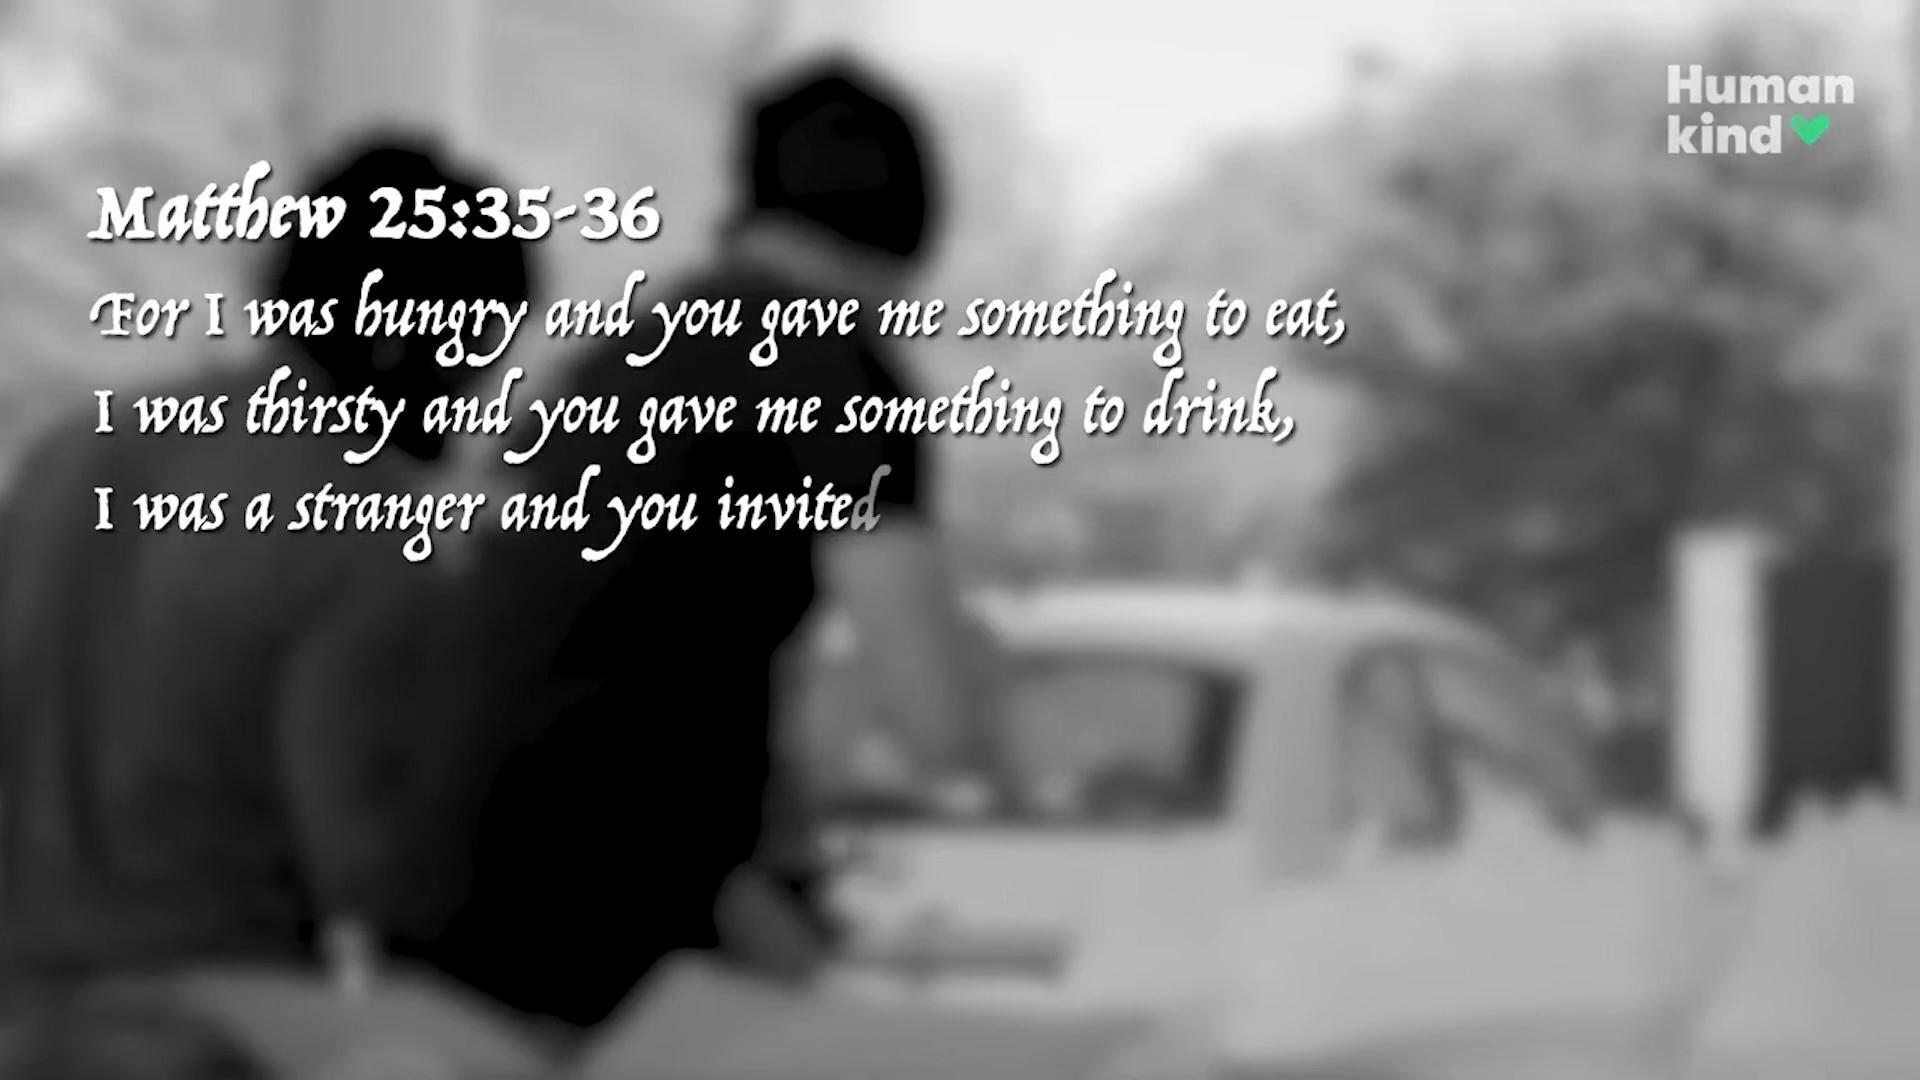 Human
kind
Matthew 25:35-36
For I was hungry and you gave me something to eat,
I was thirsty and you gave me something to drink,
I was a stranger and you invited